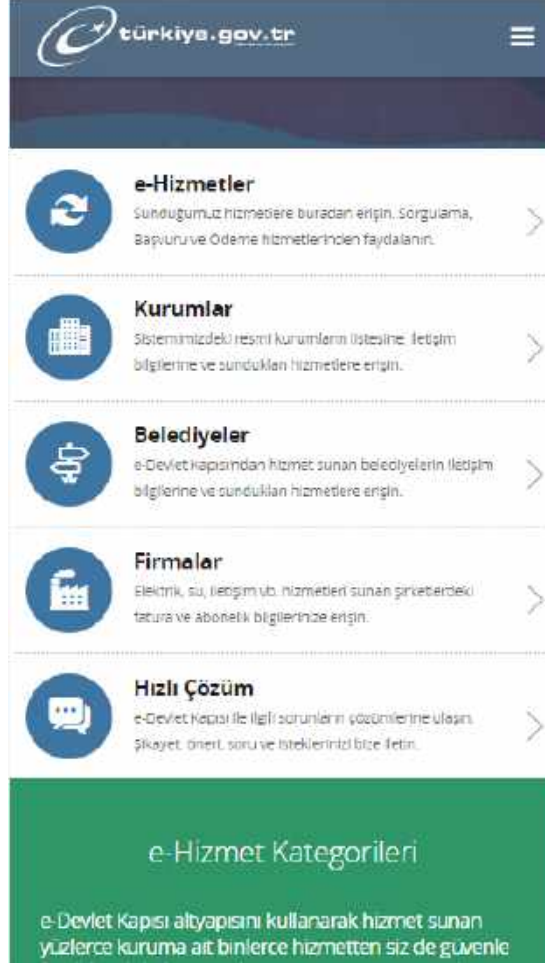 türkiye.gov.tr
e-Hizmetler
Sunduğumuz hizmetlere buradan erişin. Sorgulama,
Başvuru ve Ödeme hizmetlerinden faydalanın.
Kurumlar
Sistemimizdeki resmi kurumların listesine, iletişim
bilgilerine ve sundukları hizmetlere erişin.
Belediyeler
e-Devlet Kapısından hizmet sunan belediyelerin iletişim
bilgilerine ve sundukları hizmetlere erişin.
Firmalar
Elektrik, su, iletişim vb. hizmetleri sunan şirketlerdeki
fatura ve abonelik bilgilerinize erişin.
Hızlı Çözüm
e-Devlet Kapısı ile ilgili sorunların çözümlerine ulaşın.
Şikayet, öneri, soru ve isteklerinizi bize iletin.
e-Hizmet Kategorileri
e-Devlet Kapısı altyapısını kullanarak hizmet sunan
yüzlerce kuruma ait binlerce hizmetten siz de güvenle